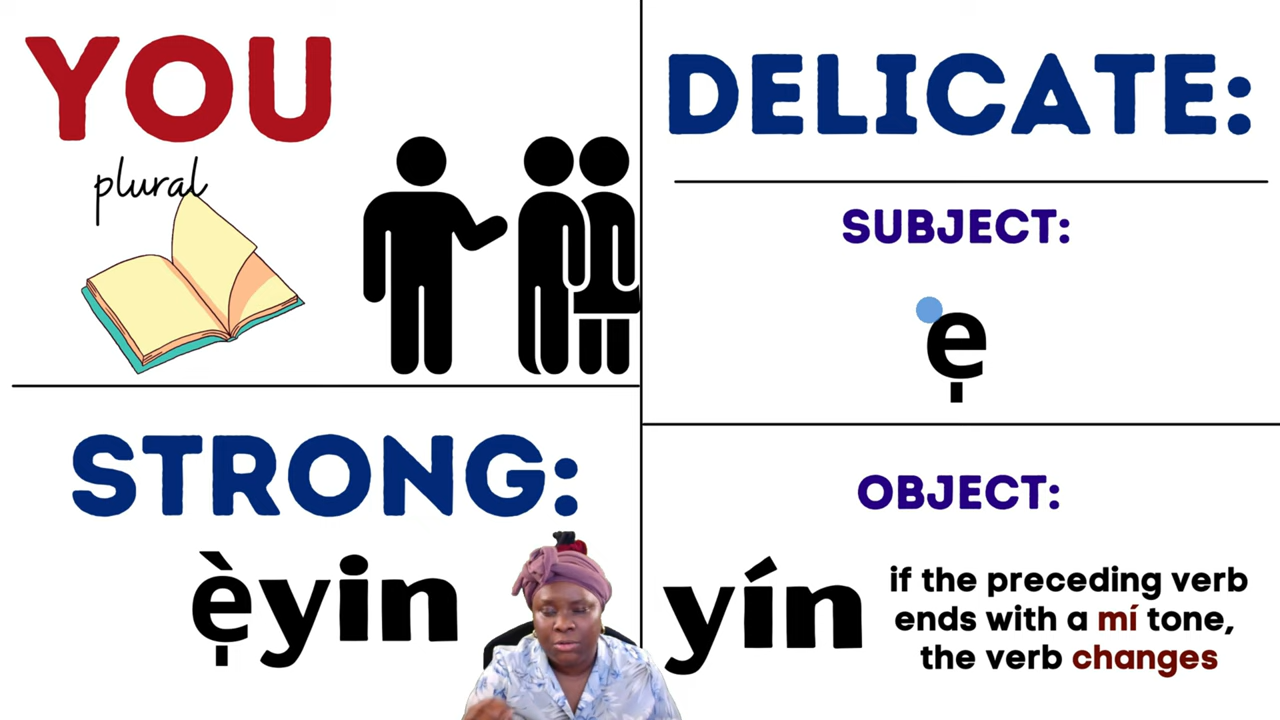 YOU
plural
STRONG:
ẹ̀yin
DELICATE:
SUBJECT:
ẹ
OBJECT:
yín
if the preceding verb
ends with a mí tone,
the verb changes